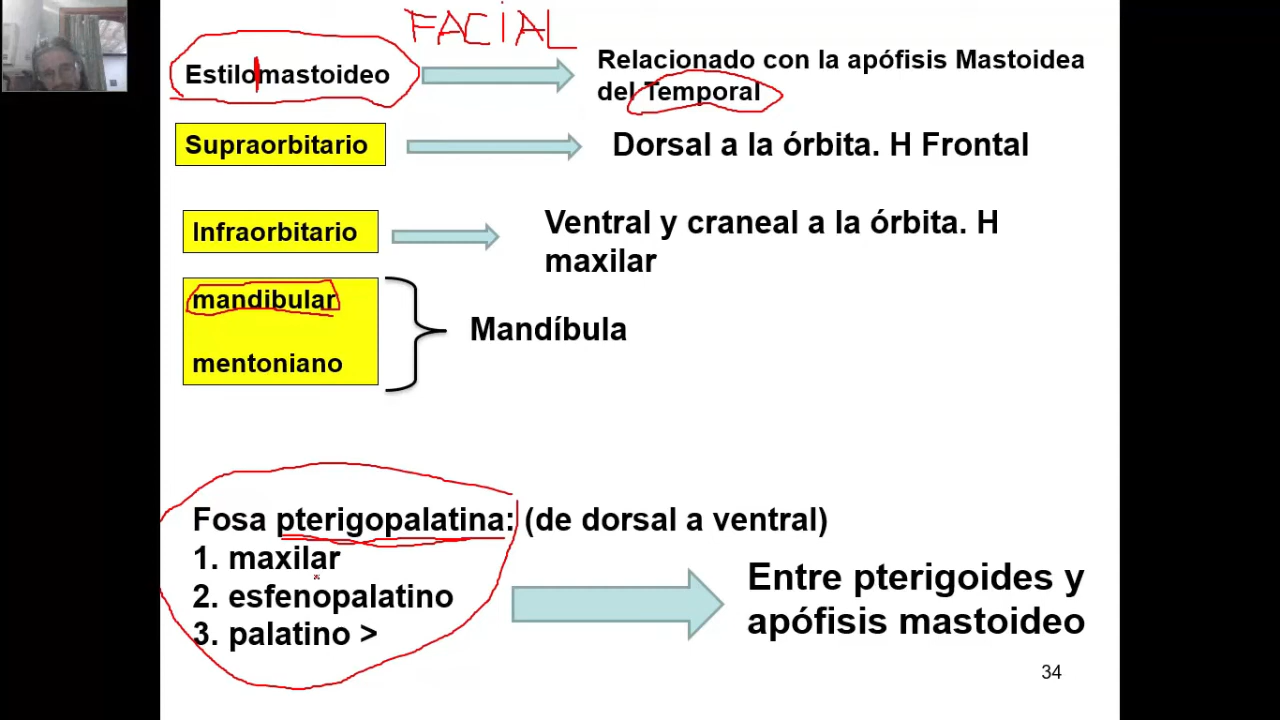 FACIAL
Estilomastoideo
Relacionado con la apófisis Mastoidea
del Temporal
Supraorbitario
Dorsal a la órbita. H Frontal
Infraorbitario
Ventral y craneal a la órbita. H
maxilar
mandibular
mentoniano
Mandíbula
Fosa pterigopalatina: (de dorsal a ventral)
1. maxilar
2. esfenopalatino
3. palatino >
Entre pterigoides y
apófisis mastoideo
34